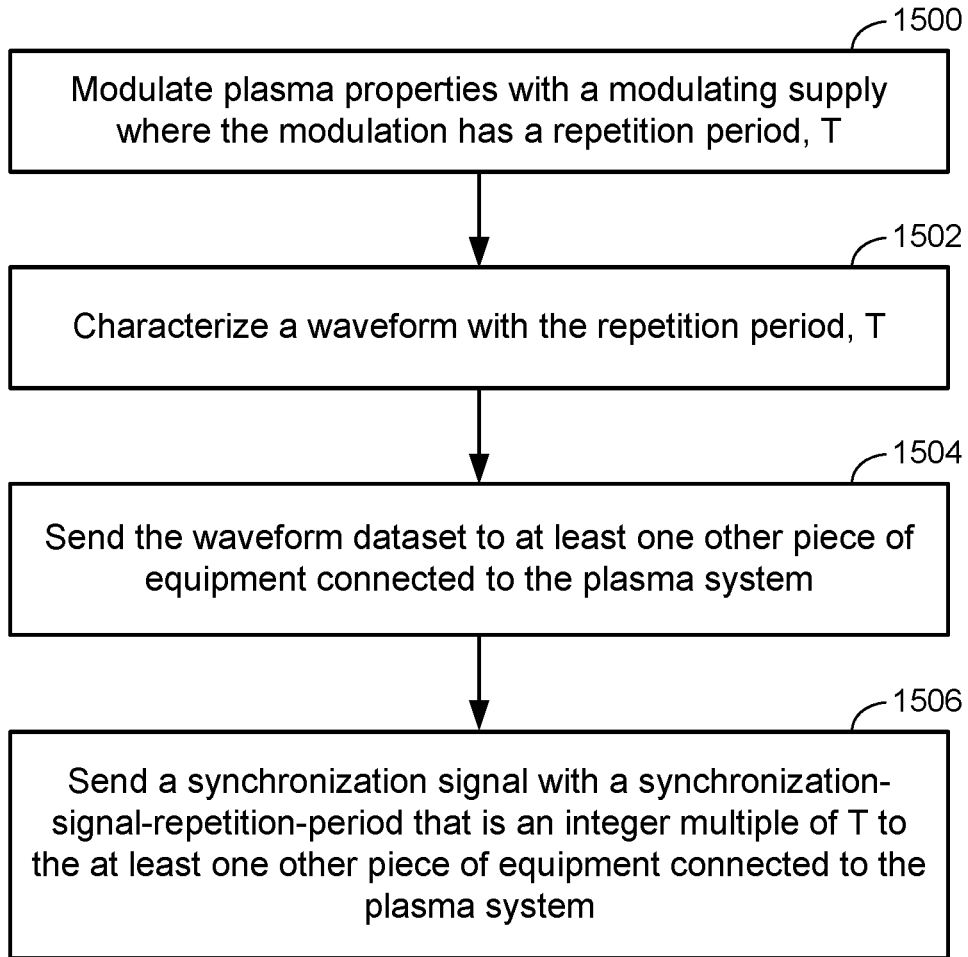 1500
Modulate plasma properties with a modulating supply
where the modulation has a repetition period, T
1502
Characterize a waveform with the repetition period, T
1504
Send the waveform dataset to at least one other piece of
equipment connected to the plasma system
1506
Send a synchronization signal with a synchronization-
signal-repetition-period that is an integer multiple of T to
the at least one other piece of equipment connected to the
plasma system